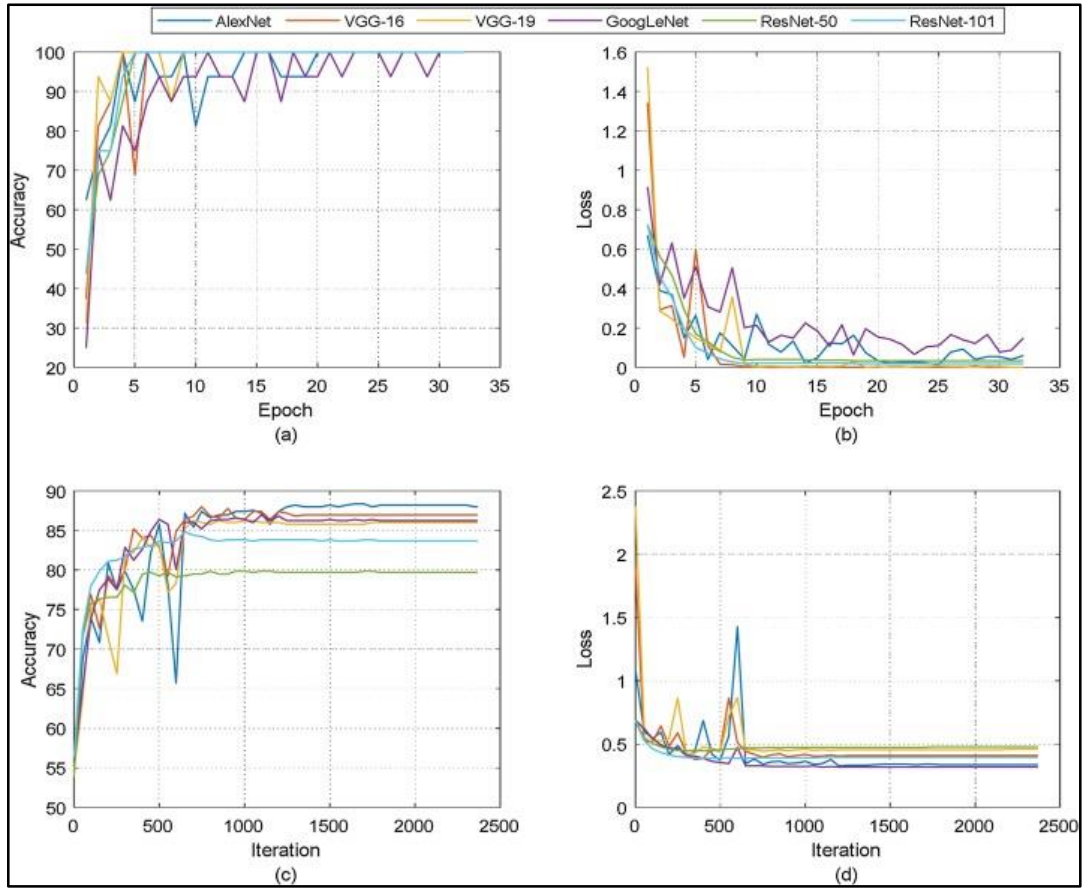 AlexNet VGG-16 VGG-19 GoogLeNet ResNet-50 ResNet-101
100
90
80
70
60
50
40
30
20
Accuracy
0 5 10 15 20 25 30 35
Epoch
(a)
1.6
1.4
1.2
1
0.8
0.6
0.4
0.2
0
Loss
0 5 10 15 20 25 30 35
Epoch
(b)
90
85
80
75
70
65
60
55
50
Accuracy
0 500 1000 1500 2000 2500
Iteration
(c)
2.5
2
1.5
1
0.5
0
Loss
0 500 1000 1500 2000 2500
Iteration
(d)